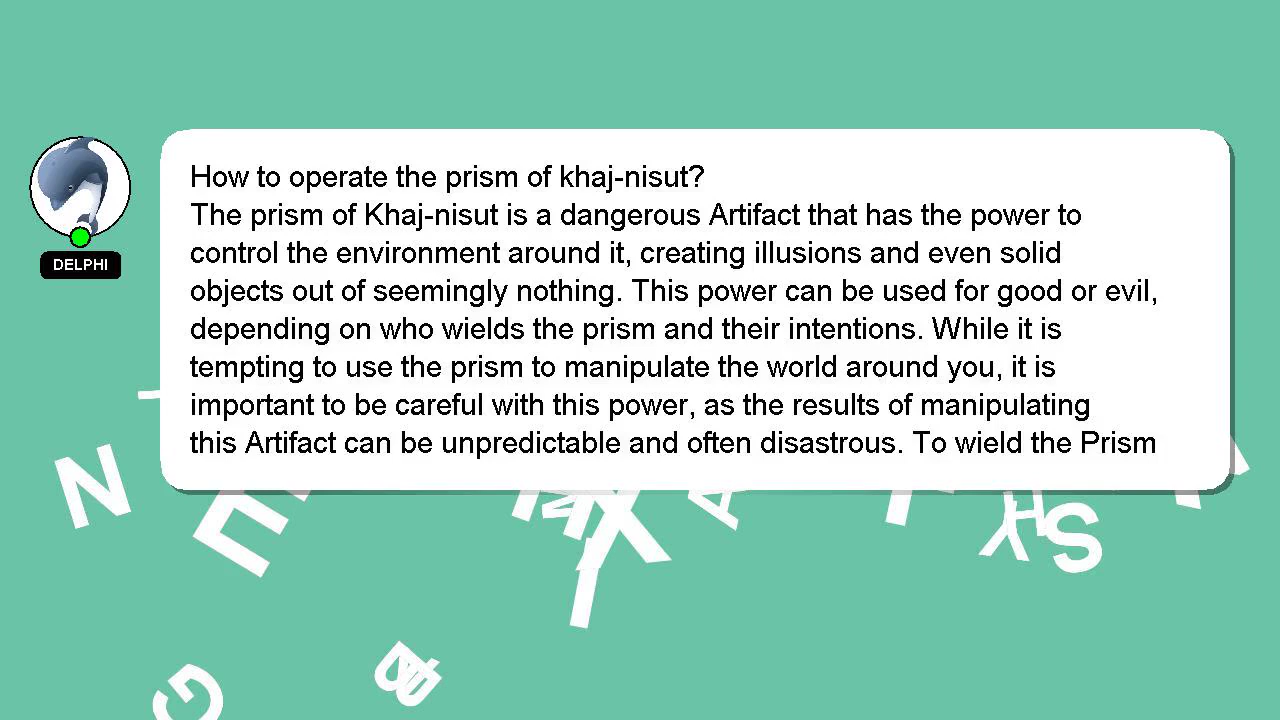 How to operate the prism of khaj-nisut?
The prism of Khaj-nisut is a dangerous Artifact that has the power to
control the environment around it, creating illusions and even solid
objects out of seemingly nothing. This power can be used for good or evil,
depending on who wields the prism and their intentions. While it is
tempting to use the prism to manipulate the world around you, it is
important to be careful with this power, as the results of manipulating
this Artifact can be unpredictable and often disastrous. To wield the Prism
DELPHI
N
S
G